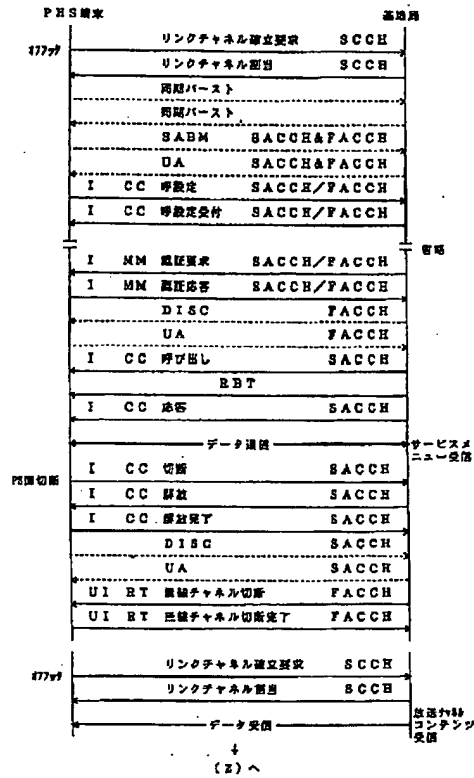 PHS端末 基地局
リンクチャネル確立要求 SCCH
ｵﾌﾌｯｸ
リンクチャネル割当 SCCH
同期バースト
同期バースト
SABM SACCH&FACCH
UA SACCH&FACCH
I CC 呼設定 SACCH/FACCH
I CC 呼設定受付 SACCH/FACCH
省略
I MM 認証要求 SACCH/FACCH
I MM 認証応答 SACCH/FACCH
DISC FACCH
UA FACCH
I CC 呼び出し SACCH
RBT
I CC 応答 SACCH
データ通信 サービスメニュー受信
I CC 切断 SACCH
PS側切断
I CC 解放 SACCH
I CC 解放完了 SACCH
DISC SACCH
UA SACCH
UI RT 無線チャネル切断 FACCH
UI RT 無線チャネル切断完了 FACCH
リンクチャネル確立要求 SCCH
ｵﾌﾌｯｸ
リンクチャネル割当 SCCH
データ受信 放送ﾁｬﾈﾙ
コンテンツ
受信
(Z)へ